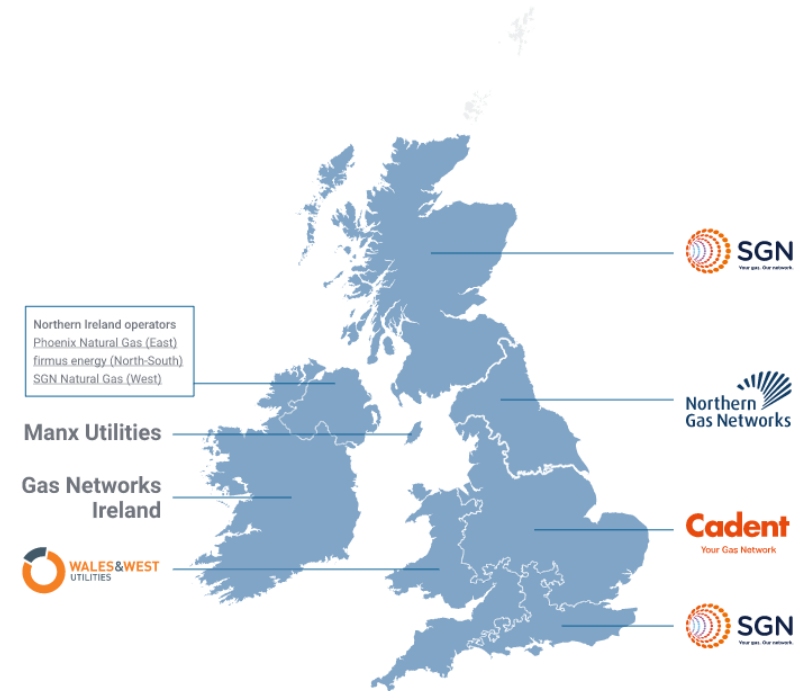 SGN
Your gas. Our network.
Northern Ireland operators
Phoenix Natural Gas (East)
firmus energy (North-South)
SGN Natural Gas (West)
Northern
Gas Networks
Manx Utilities
Gas Networks
Ireland
Cadent
Your Gas Network
WALES&WEST
UTILITIES
SGN
Your gas. Our network.